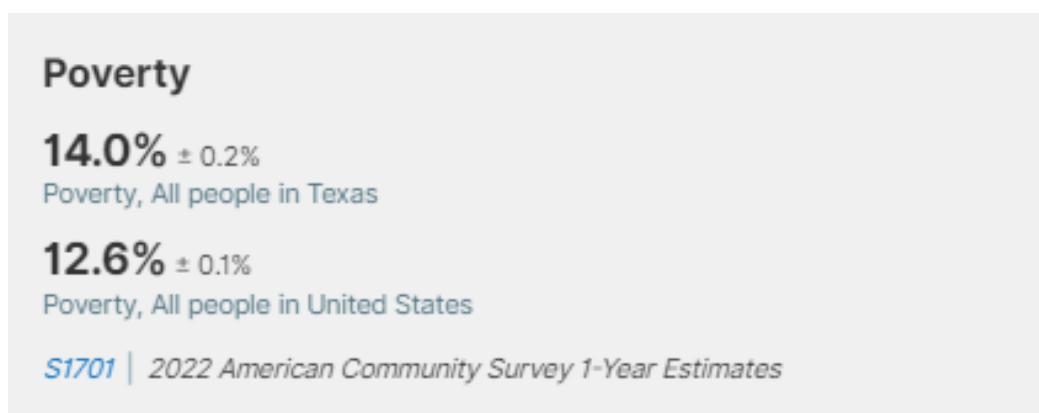 Poverty
14.0% ± 0.2%
Poverty, All people in Texas
12.6% ± 0.1%
Poverty, All people in United States
S1701 | 2022 American Community Survey 1-Year Estimates